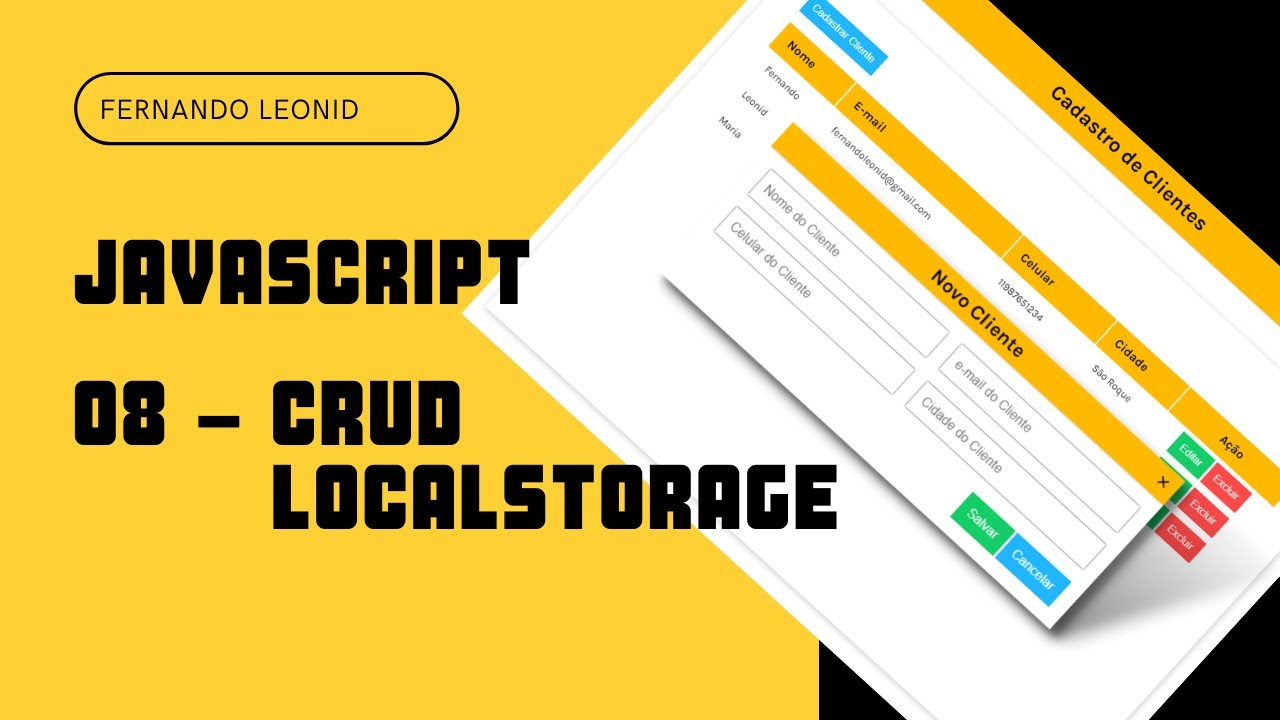 FERNANDO LEONID
JAVASCRIPT
08 – CRUD
LOCALSTORAGE
Cadastro de Clientes
Cadastrar Cliente
Nome
E-mail
Celular
Cidade
Ação
Fernando
fernandoleonid@gmail.com
11987651234
São Roque
Editar
Excluir
Leonid
Excluir
Maria
Excluir
Novo Cliente
×
Nome do Cliente
e-mail do Cliente
Celular do Cliente
Cidade do Cliente
Salvar
Cancelar